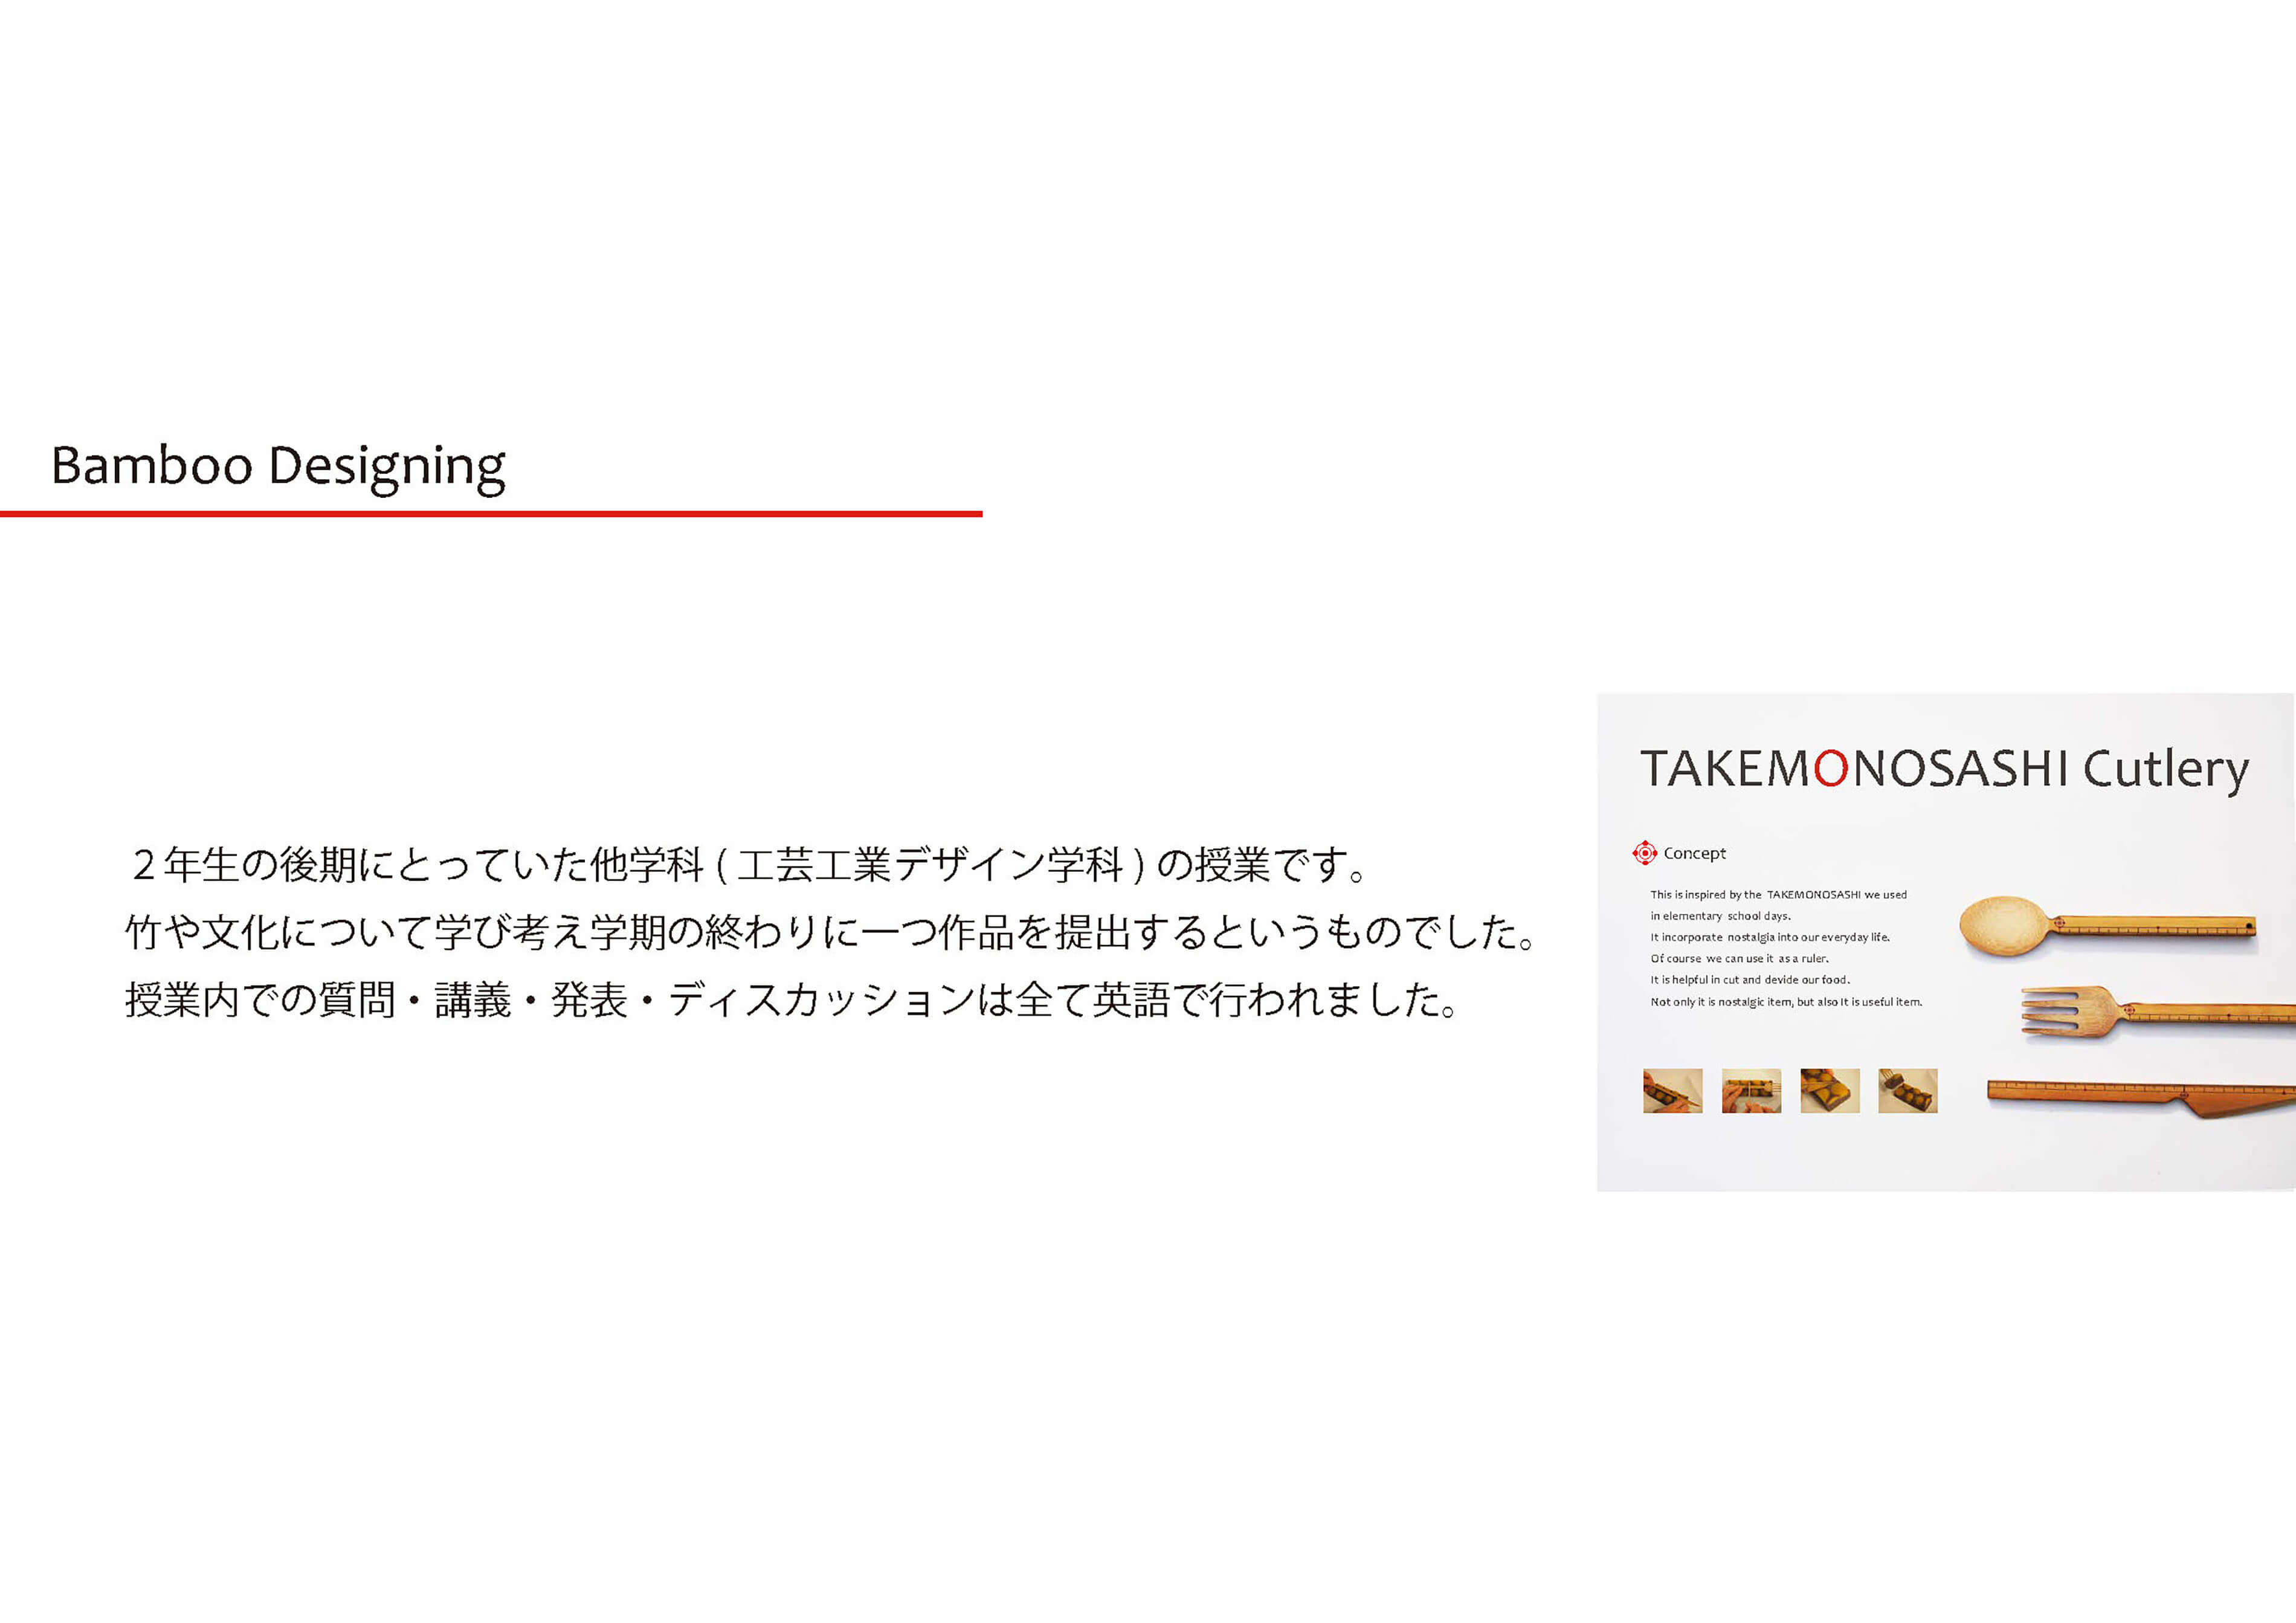 Bamboo Designing
２年生の後期にとっていた他学科 ( 工芸工業デザイン学科 ) の授業です。
竹や文化について学び考え学期の終わりに一つ作品を提出するというものでした。
授業内での質問・講義・発表・ディスカッションは全て英語で行われました。
TAKEMONOSASHI Cutlery
Concept
This is inspired by the TAKEMONOSASHI we used
in elementary school days.
It incorporate nostalgia into our everyday life.
Of course we can use it as a ruler.
It is helpful in cut and devide our food.
Not only it is nostalgic item, but also It is useful item.